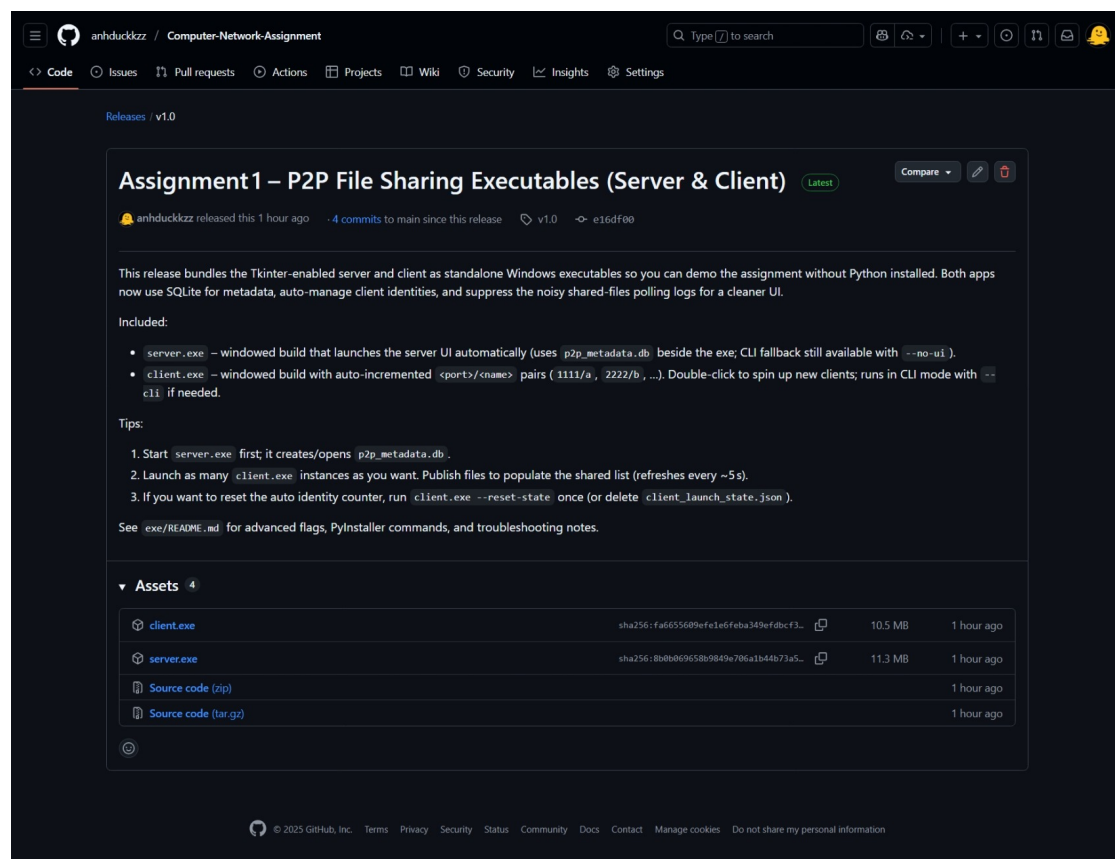 anhduckkzz / Computer-Network-Assignment
Type / to search
Code Issues Pull requests Actions Projects Wiki Security Insights Settings
Releases / v1.0
Assignment1 – P2P File Sharing Executables (Server & Client) Latest
Compare
anhduckkzz released this 1 hour ago · 4 commits to main since this release v1.0 e16df00
This release bundles the Tkinter-enabled server and client as standalone Windows executables so you can demo the assignment without Python installed. Both apps
now use SQLite for metadata, auto-manage client identities, and suppress the noisy shared-files polling logs for a cleaner UI.
Included:
• server.exe – windowed build that launches the server UI automatically (uses p2p_metadata.db beside the exe; CLI fallback still available with --no-ui ).
• client.exe – windowed build with auto-incremented <port>/<name> pairs ( 1111/a , 2222/b , ...). Double-click to spin up new clients; runs in CLI mode with --
cli if needed.
Tips:
1. Start server.exe first; it creates/opens p2p_metadata.db .
2. Launch as many client.exe instances as you want. Publish files to populate the shared list (refreshes every ~5 s).
3. If you want to reset the auto identity counter, run client.exe --reset-state once (or delete client_launch_state.json ).
See exe/README.md for advanced flags, PyInstaller commands, and troubleshooting notes.
Assets 4
client.exe sha256:fa6655609efe1e6feba349efdbcf3… 10.5 MB 1 hour ago
server.exe sha256:8b0b069658b9849e706a1b44b73a5… 11.3 MB 1 hour ago
Source code (zip) 1 hour ago
Source code (tar.gz) 1 hour ago
© 2025 GitHub, Inc. Terms Privacy Security Status Community Docs Contact Manage cookies Do not share my personal information